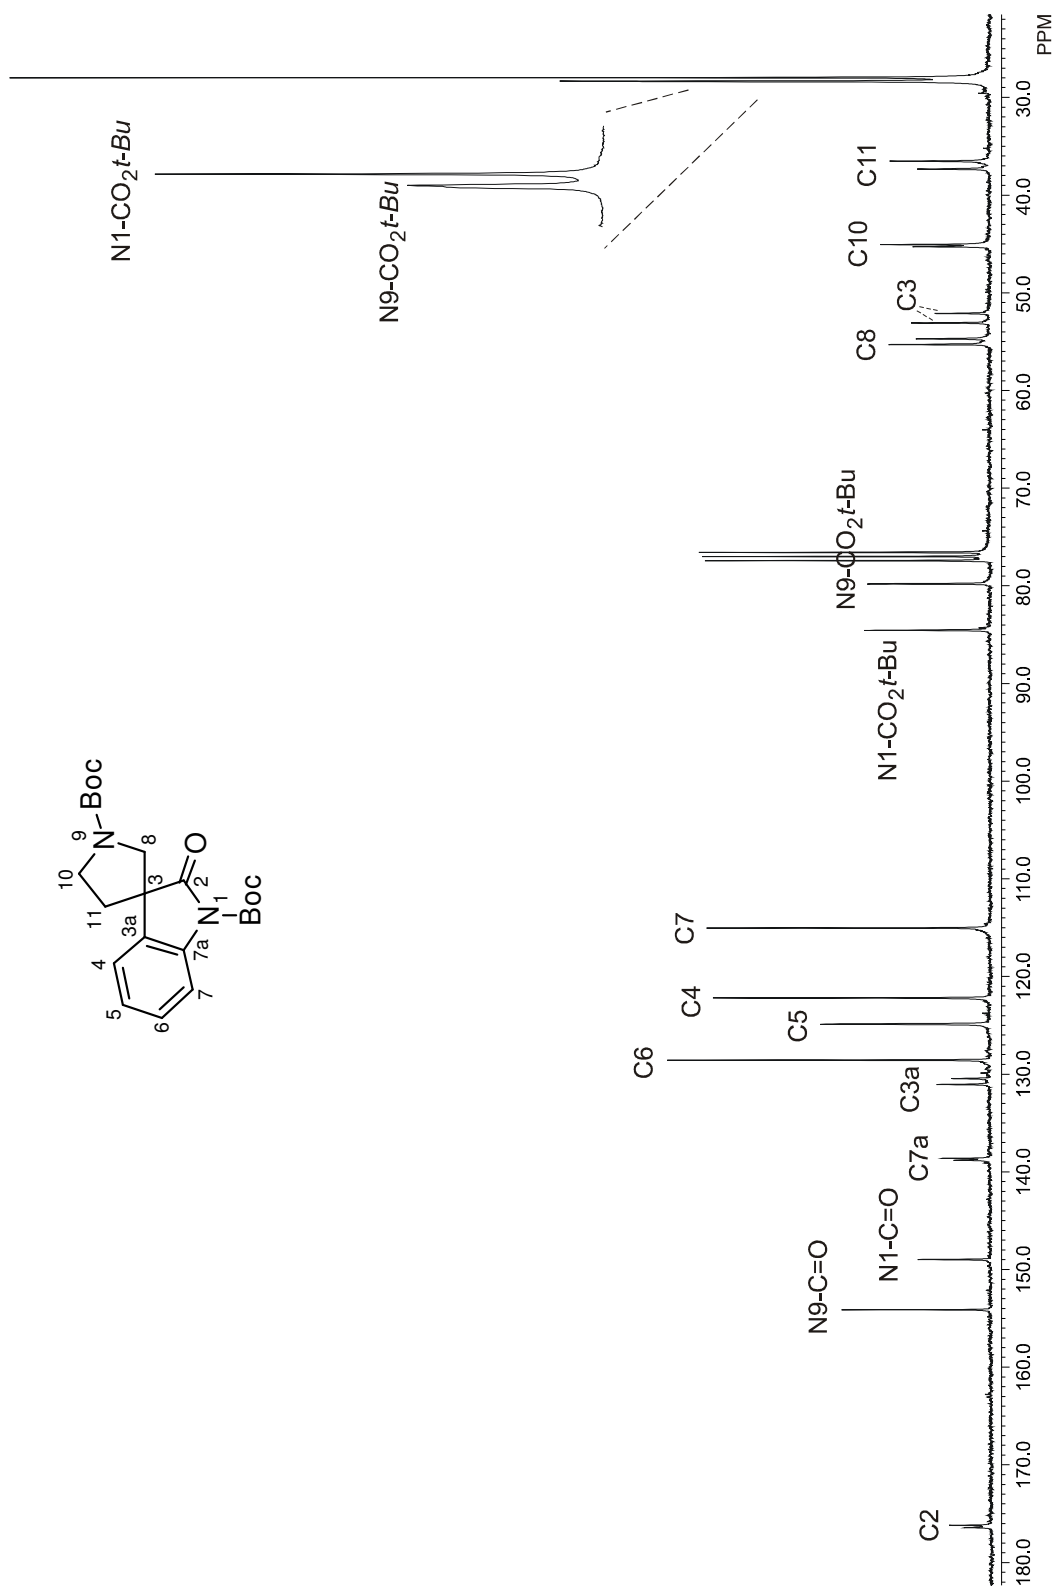 N1-CO2t-Bu
N9-CO2t-Bu
9
N
Boc
10
8
11
3
O
2
3a
N
1
Boc
7a
4
5
6
7
C2
N9-C=O
N1-C=O
C7a
C3a
C6
C5
C4
C7
N1-CO2t-Bu
N9-CO2t-Bu
C8
C3
C10
C11
180.0 170.0 160.0 150.0 140.0 130.0 120.0 110.0 100.0 90.0 80.0 70.0 60.0 50.0 40.0 30.0
PPM